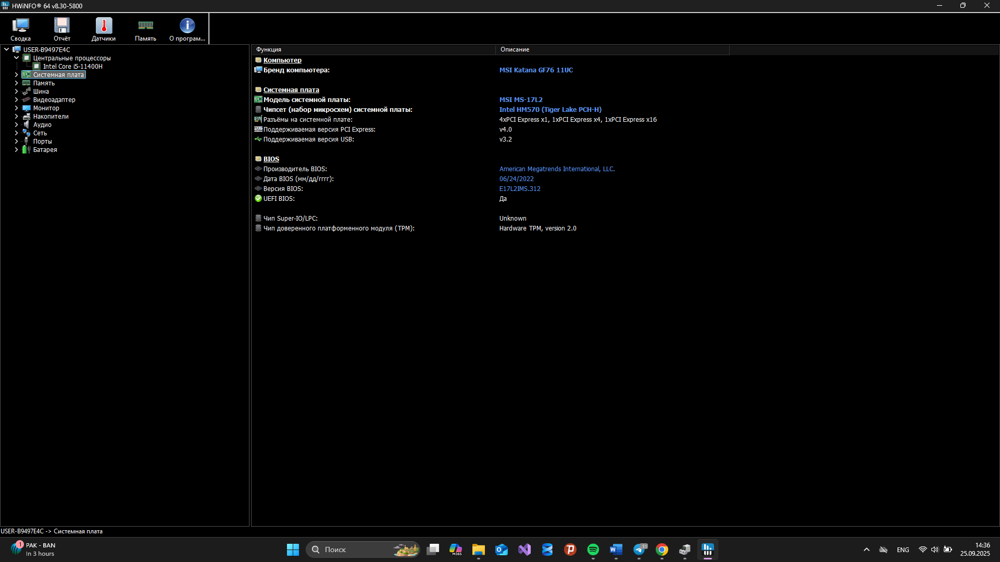 HWiNFO® 64 v8.30-5800
Сводка
Отчёт
Датчики
Память
О програм...
USER-B9497E4C
Центральные процессоры
Intel Core i5-11400H
Системная плата
Память
Шина
Видеоадаптер
Монитор
Накопители
Аудио
Сеть
Порты
Батарея
Функция
Описание
Компьютер
Бренд компьютера:
MSI Katana GF76 11UC
Системная плата
Модель системной платы:
MSI MS-17L2
Чипсет (набор микросхем) системной платы:
Intel HM570 (Tiger Lake PCH-H)
Разъёмы на системной плате:
4xPCI Express x1, 1xPCI Express x4, 1xPCI Express x16
Поддерживаемая версия PCI Express:
v4.0
Поддерживаемая версия USB:
v3.2
BIOS
Производитель BIOS:
American Megatrends International, LLC.
Дата BIOS (мм/дд/гггг):
06/24/2022
Версия BIOS:
E17L2IMS.312
UEFI BIOS:
Да
Чип Super-IO/LPC:
Unknown
Чип доверенного платформенного модуля (TPM):
Hardware TPM, version 2.0
USER-B9497E4C -> Системная плата
1
PAK - BAN
In 3 hours
Поиск
M365
51
ENG
14:36
25.09.2025